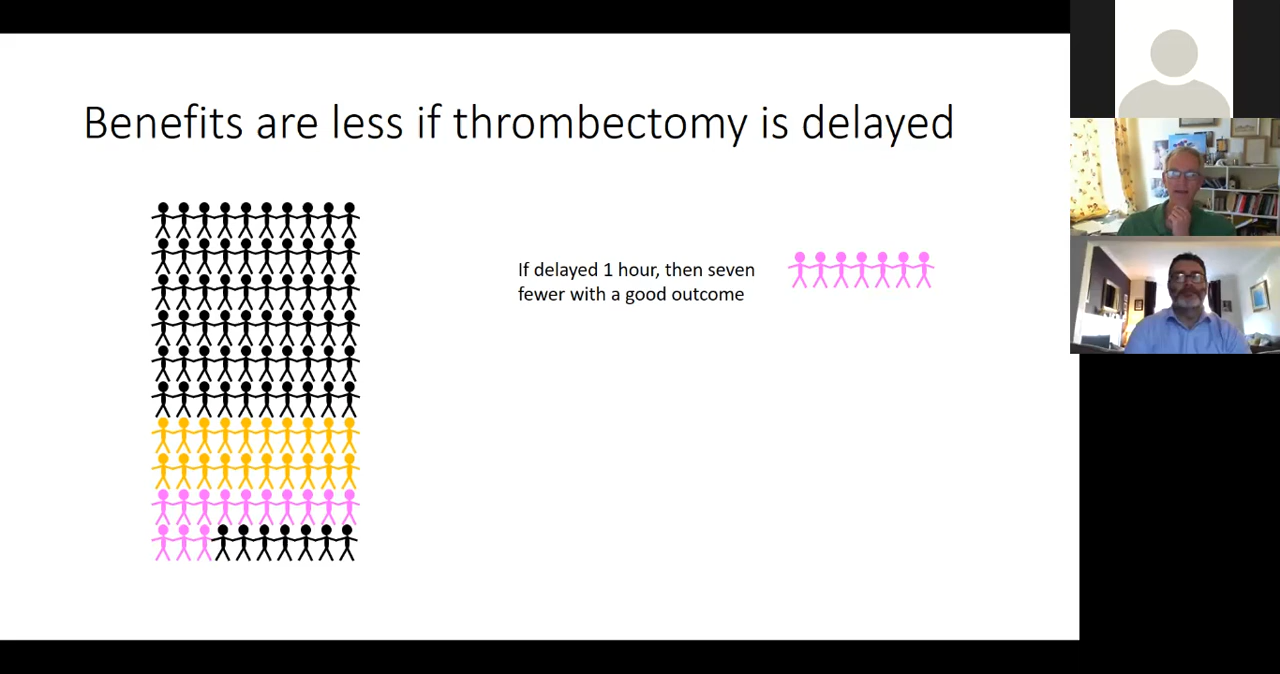 Benefits are less if thrombectomy is delayed
If delayed 1 hour, then seven
fewer with a good outcome